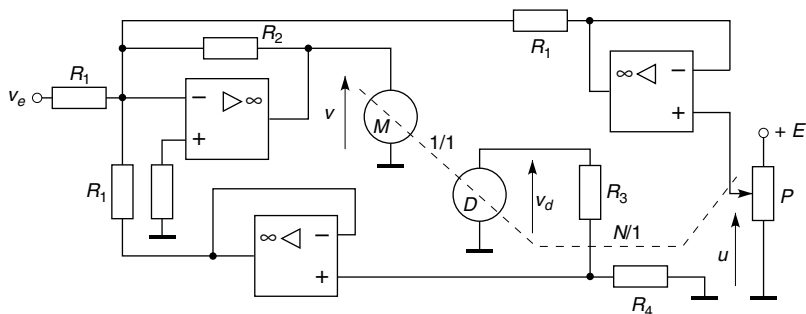 R1
R2
R1
ve
− ▷ ∞
+
v
M
1/1
∞ ◁ −
+
+ E
P
R1
D
vd
R3
∞ ◁ −
+
N/1
u
R4